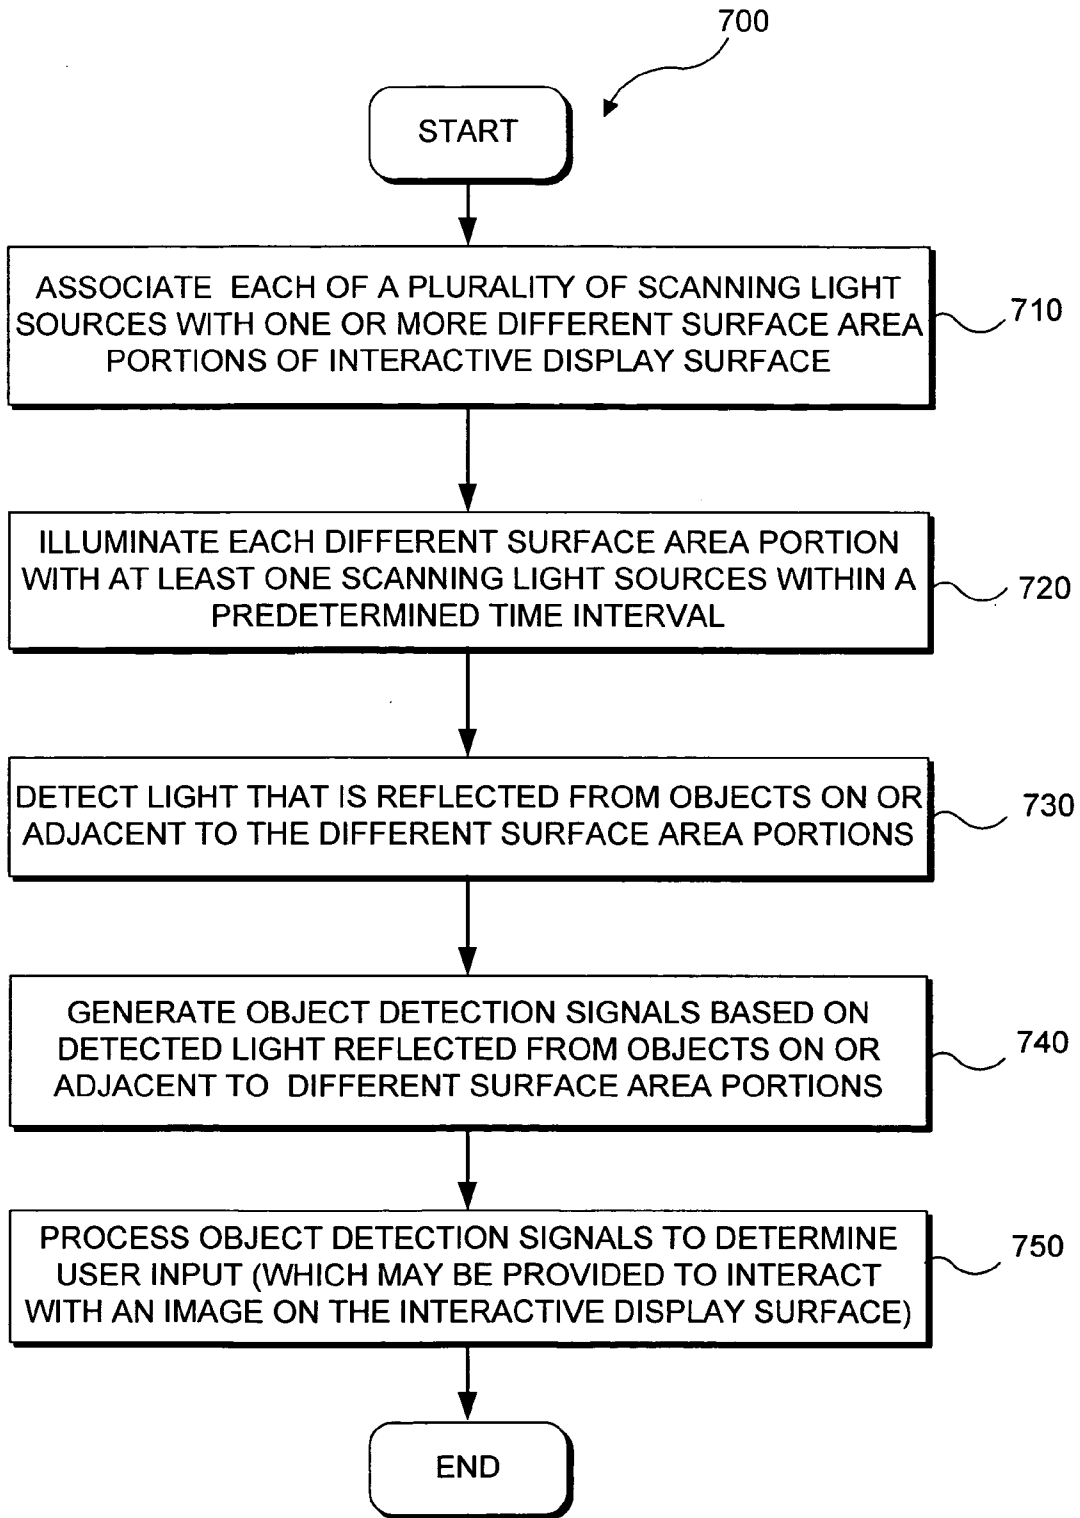 700
START
ASSOCIATE EACH OF A PLURALITY OF SCANNING LIGHT
SOURCES WITH ONE OR MORE DIFFERENT SURFACE AREA
PORTIONS OF INTERACTIVE DISPLAY SURFACE
710
ILLUMINATE EACH DIFFERENT SURFACE AREA PORTION
WITH AT LEAST ONE SCANNING LIGHT SOURCES WITHIN A
PREDETERMINED TIME INTERVAL
720
DETECT LIGHT THAT IS REFLECTED FROM OBJECTS ON OR
ADJACENT TO THE DIFFERENT SURFACE AREA PORTIONS
730
GENERATE OBJECT DETECTION SIGNALS BASED ON
DETECTED LIGHT REFLECTED FROM OBJECTS ON OR
ADJACENT TO DIFFERENT SURFACE AREA PORTIONS
740
PROCESS OBJECT DETECTION SIGNALS TO DETERMINE
USER INPUT (WHICH MAY BE PROVIDED TO INTERACT
WITH AN IMAGE ON THE INTERACTIVE DISPLAY SURFACE)
750
END